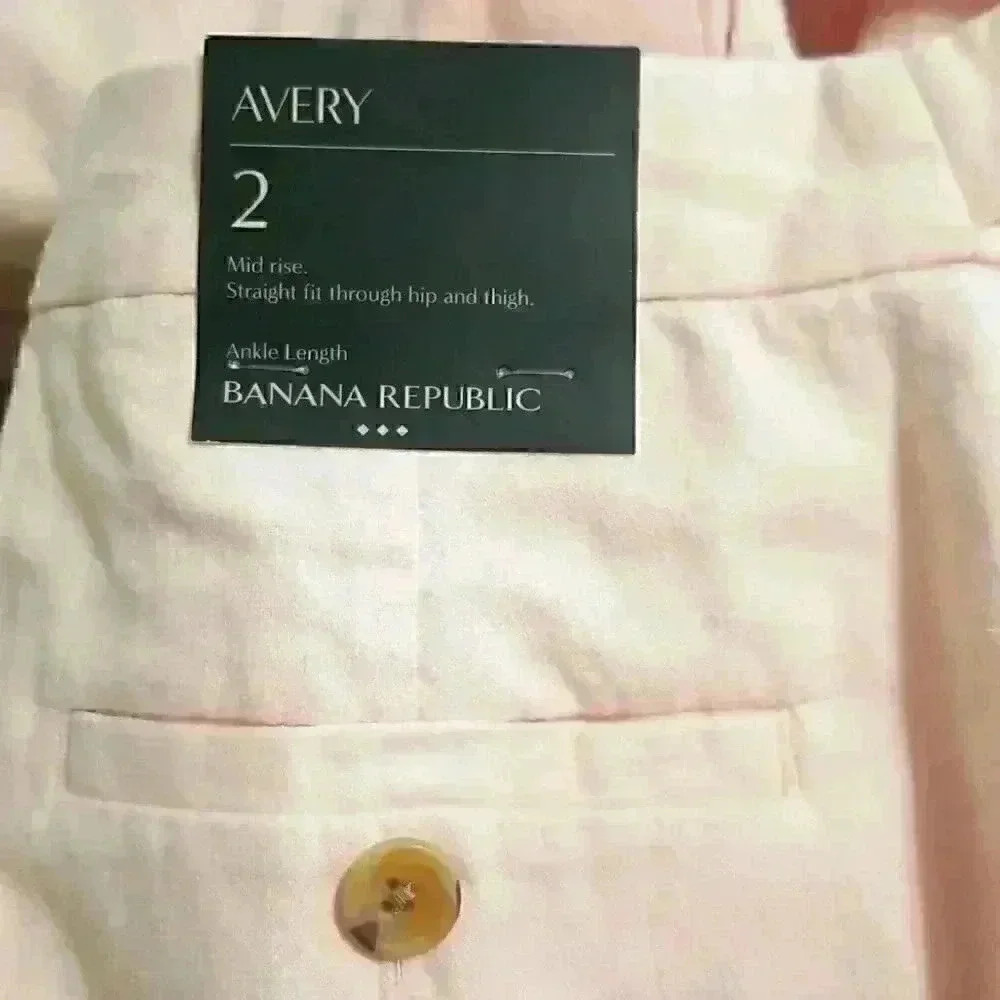 AVERY
2
Mid rise.
Straight fit through hip and thigh.
Ankle Length
BANANA REPUBLIC